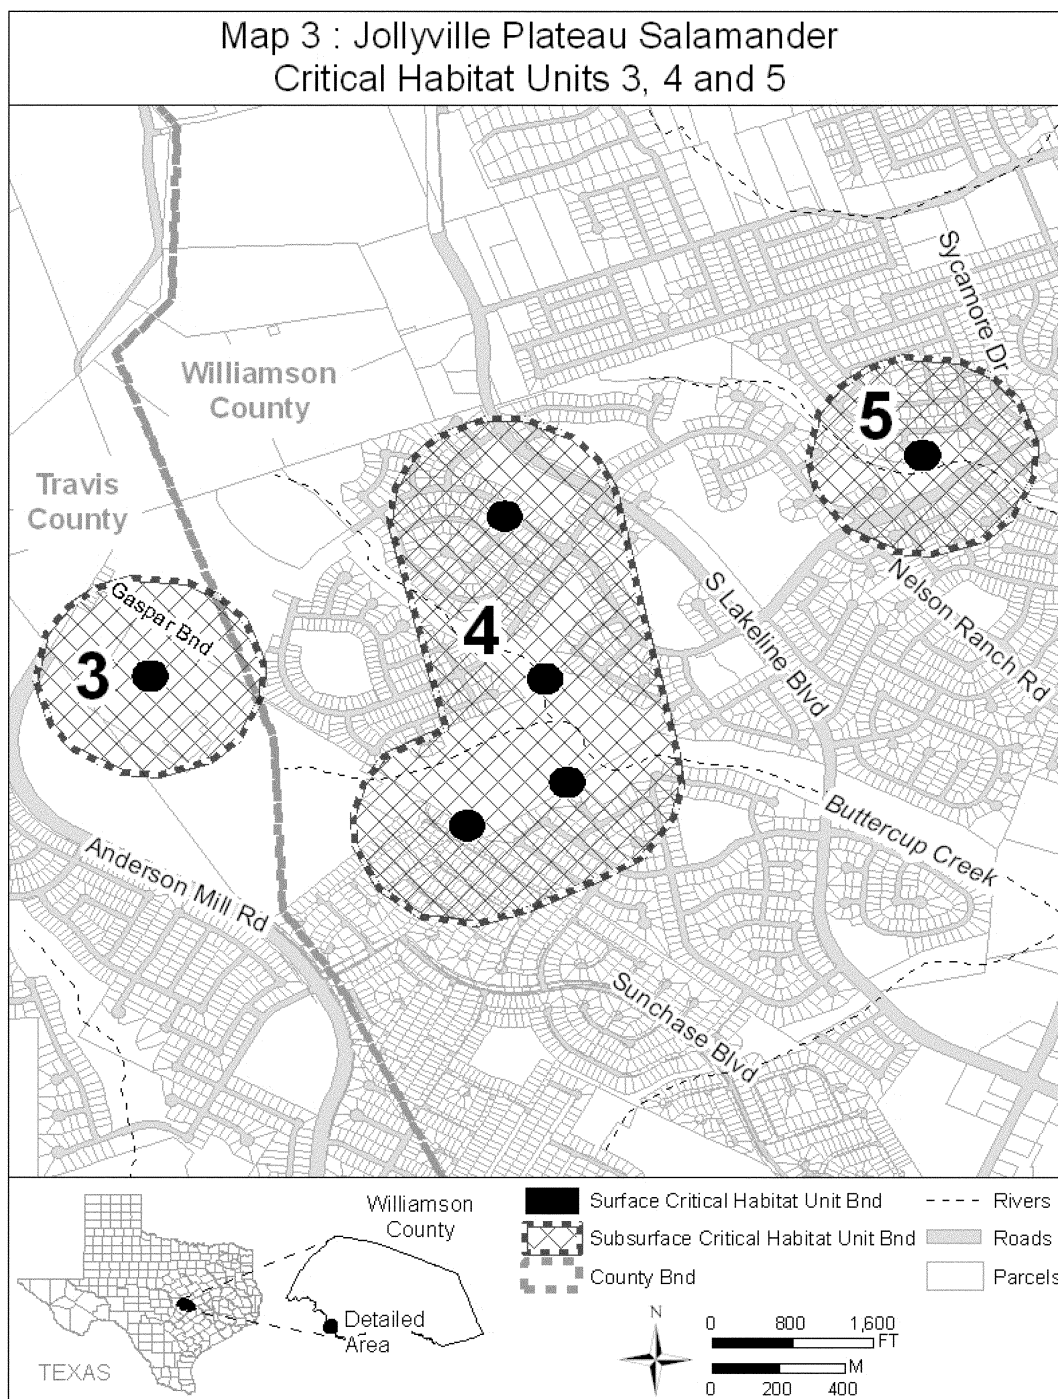 Map 3 : Jollyville Plateau Salamander
Critical Habitat Units 3, 4 and 5
Sycamore Dr
Williamson
County
5
Travis
County
Nelson Ranch Rd
S Lakeline Blvd
Gaspar Bnd
4
3
Buttercup Creek
Anderson Mill Rd
Sunchase Blvd
Williamson
County
Detailed
Area
TEXAS
Surface Critical Habitat Unit Bnd
Subsurface Critical Habitat Unit Bnd
County Bnd
Rivers
Roads
Parcels
N
0 800 1,600
FT
M
0 200 400